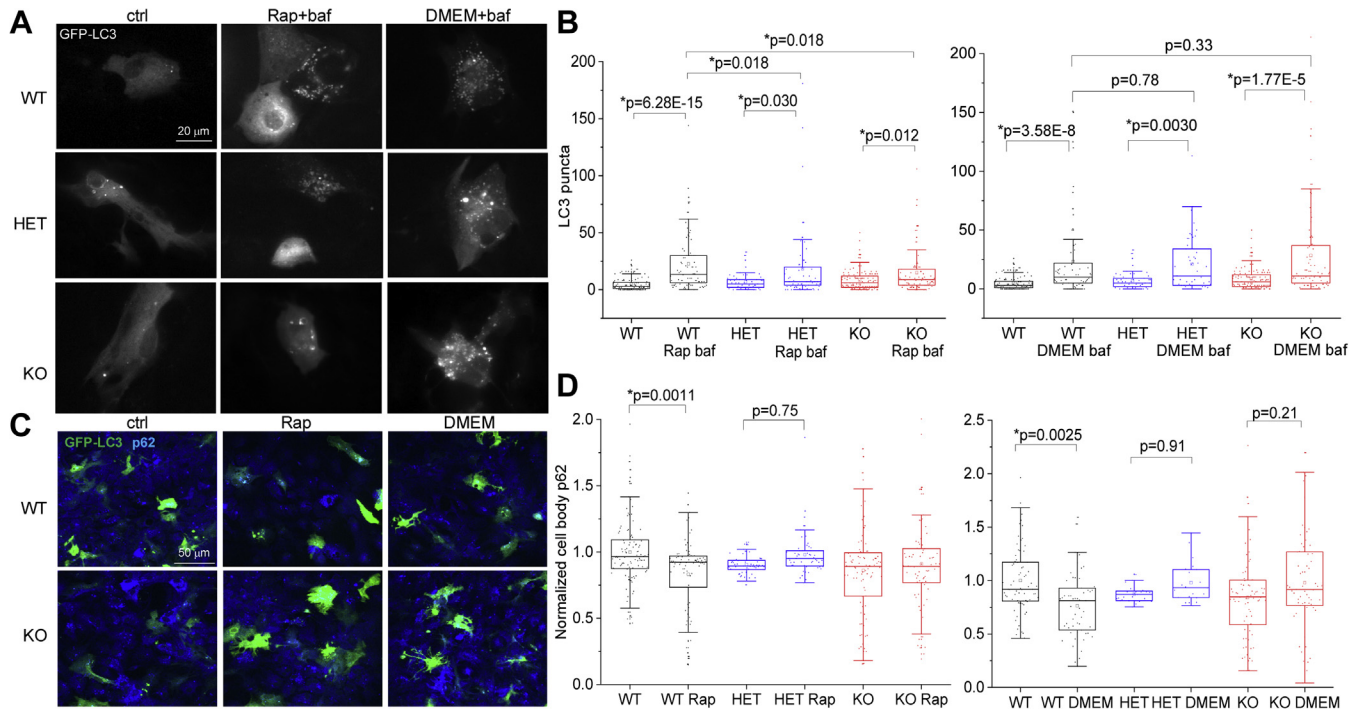 A
ctrl
Rap+baf
DMEM+baf
GFP-LC3
WT
20 μm
HET
KO
B
LC3 puncta
200
150
100
50
0
*p=0.018
*p=0.018
*p=6.28E-15
*p=0.030
*p=0.012
WT
WT
Rap baf
HET
HET
Rap baf
KO
KO
Rap baf
200
150
100
50
0
p=0.33
p=0.78
*p=1.77E-5
*p=3.58E-8
*p=0.0030
WT
WT
DMEM baf
HET
HET
DMEM baf
KO
KO
DMEM baf
C
ctrl
Rap
DMEM
GFP-LC3 p62
WT
50 μm
KO
D
Normalized cell body p62
2.0
1.5
1.0
0.5
0.0
*p=0.0011
p=0.75
WT
WT Rap
HET
HET Rap
KO
KO Rap
2.5
2.0
1.5
1.0
0.5
0.0
*p=0.0025
p=0.91
p=0.21
WT
WT DMEM
HET
HET DMEM
KO
KO DMEM